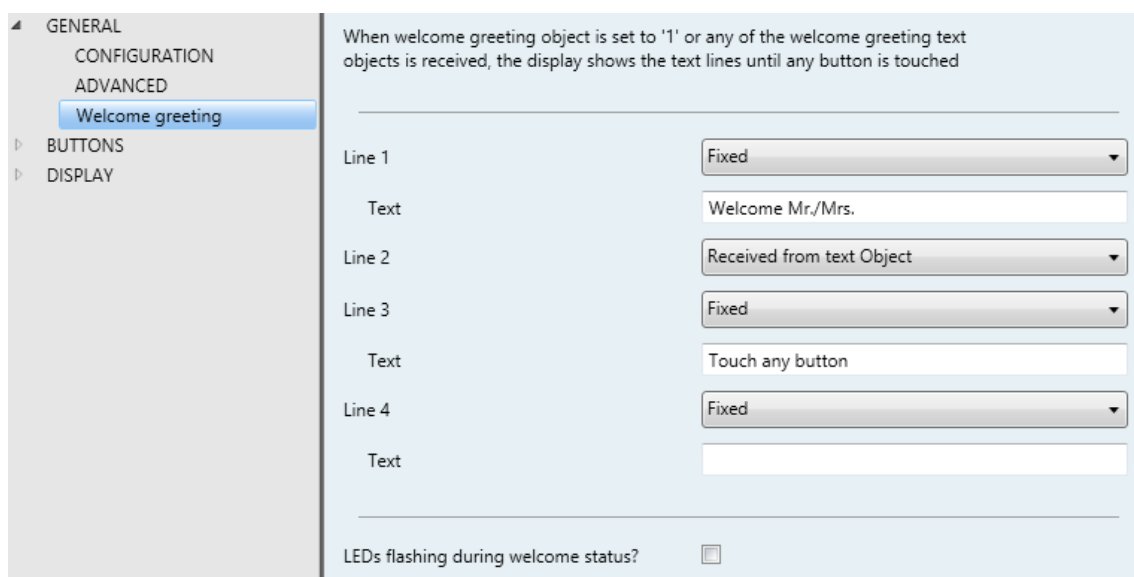 GENERAL
CONFIGURATION
ADVANCED
Welcome greeting
BUTTONS
DISPLAY
When welcome greeting object is set to '1' or any of the welcome greeting text
objects is received, the display shows the text lines until any button is touched
Line 1
Fixed
Text
Welcome Mr./Mrs.
Line 2
Received from text Object
Line 3
Fixed
Text
Touch any button
Line 4
Fixed
Text
LEDs flashing during welcome status?